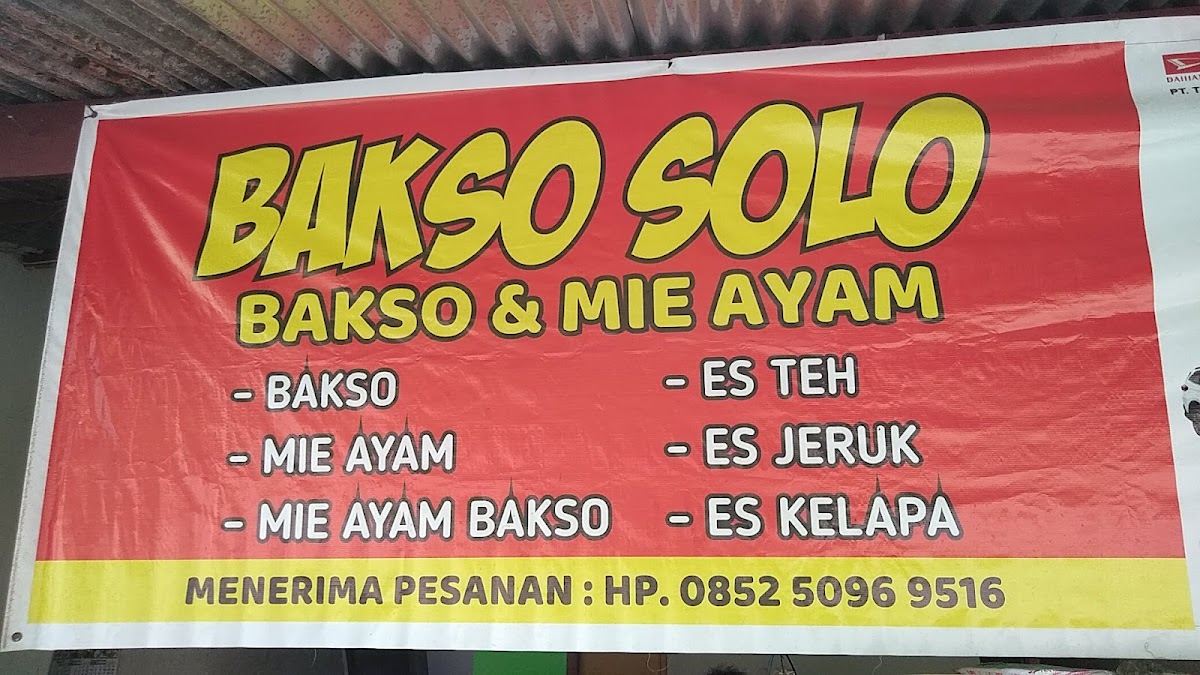 BAKSO SOLO
BAKSO & MIE AYAM
- BAKSO
- MIE AYAM
- MIE AYAM BAKSO
- ES TEH
- ES JERUK
- ES KELAPA
MENERIMA PESANAN : HP. 0852 5096 9516
PT.